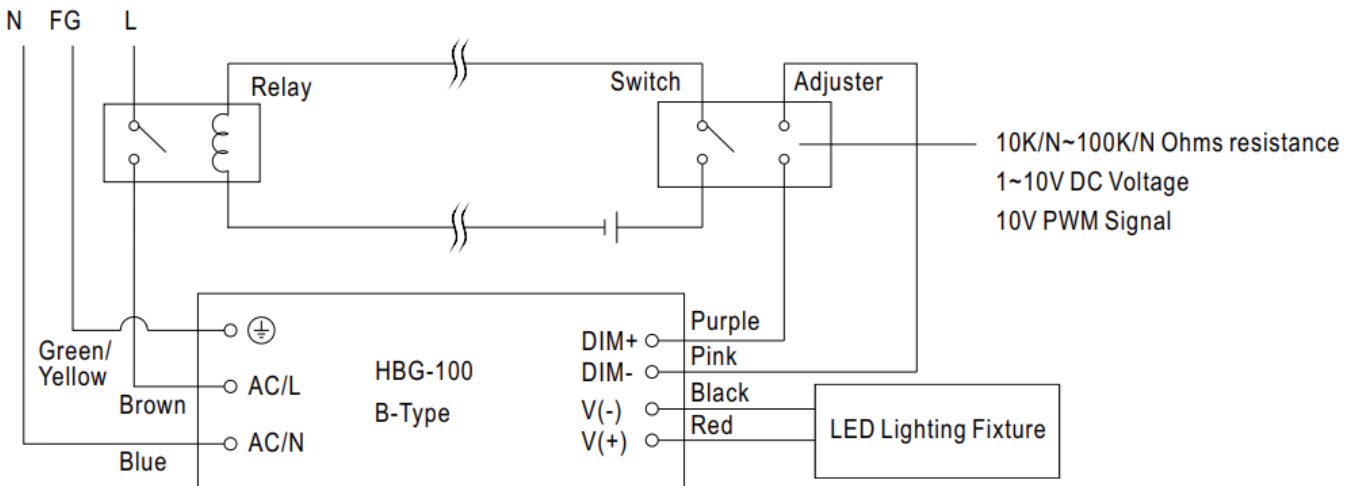 N FG L
Relay
Switch
Adjuster
10K/N~100K/N Ohms resistance
1~10V DC Voltage
10V PWM Signal
Green/
Yellow
Brown
Blue
AC/L
AC/N
HBG-100
B-Type
DIM+
DIM-
V(-)
V(+)
Purple
Pink
Black
Red
LED Lighting Fixture